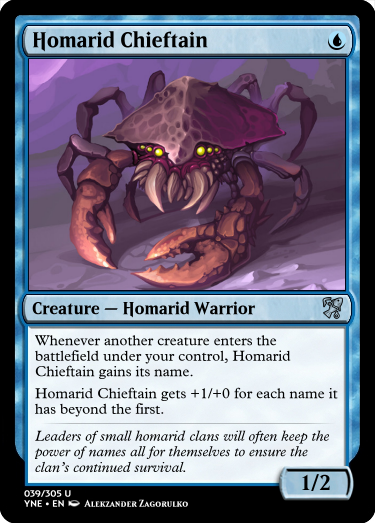 Homarid Chieftain
Creature — Homarid Warrior
Whenever another creature enters the
battlefield under your control, Homarid
Chieftain gains its name.
Homarid Chieftain gets +1/+0 for each name it
has beyond the first.
Leaders of small homarid clans will often keep the
power of names all for themselves to ensure the
clan's continued survival.
1/2
039/305 U
YNE • EN Alekzander Zagorulko